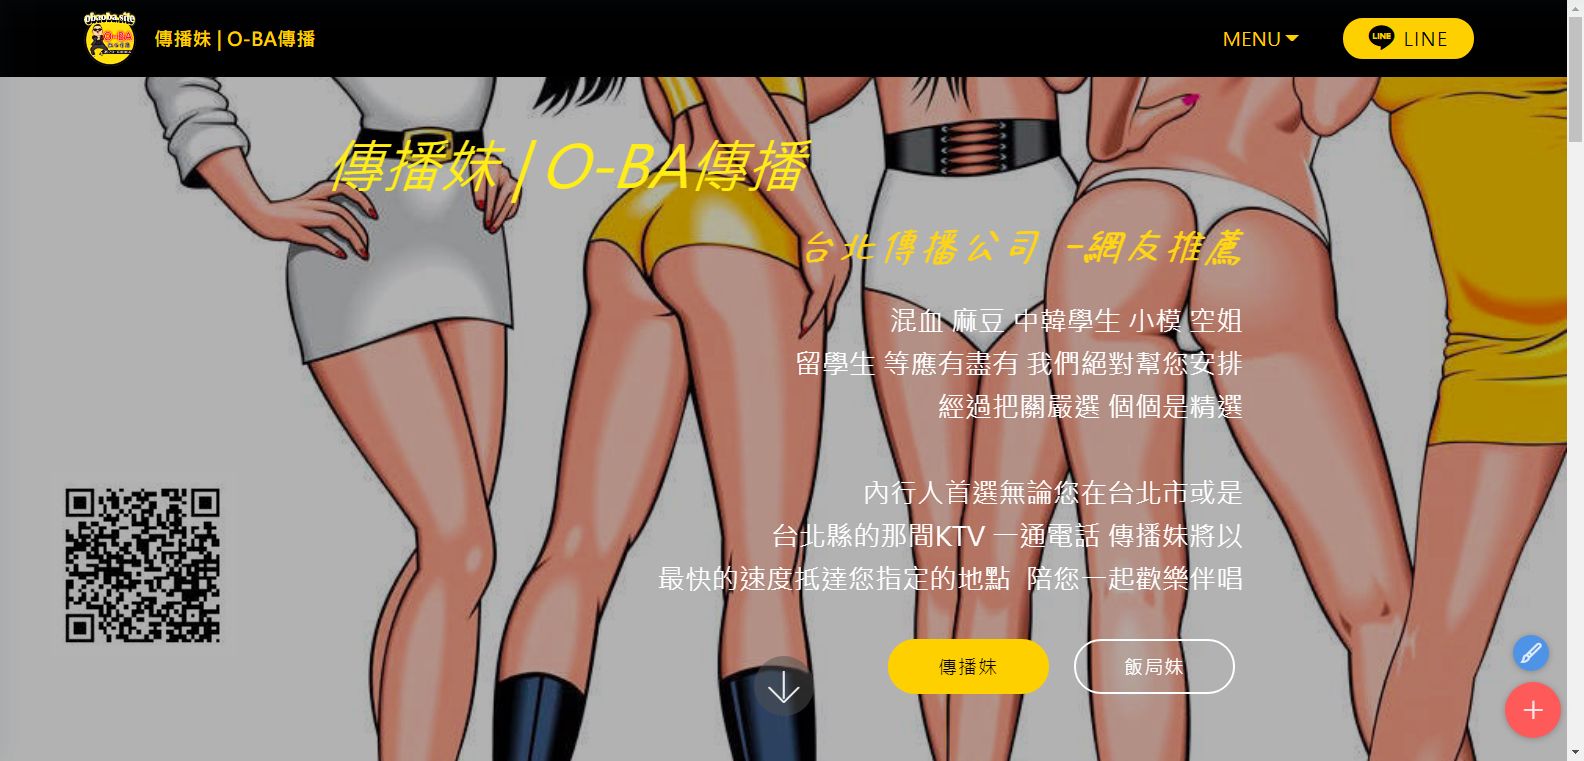 obaoba.site
O-BA
傳播妹 | O-BA傳播
MENU
LINE
LINE
傳播妹 | O-BA傳播
台北傳播公司 -網友推薦
混血 麻豆 中韓學生 小模 空姐
留學生 等應有盡有 我們絕對幫您安排
經過把關嚴選 個個是精選
內行人首選無論您在台北市或是
台北縣的那間KTV 一通電話 傳播妹將以
最快的速度抵達您指定的地點 陪您一起歡樂伴唱
傳播妹
飯局妹